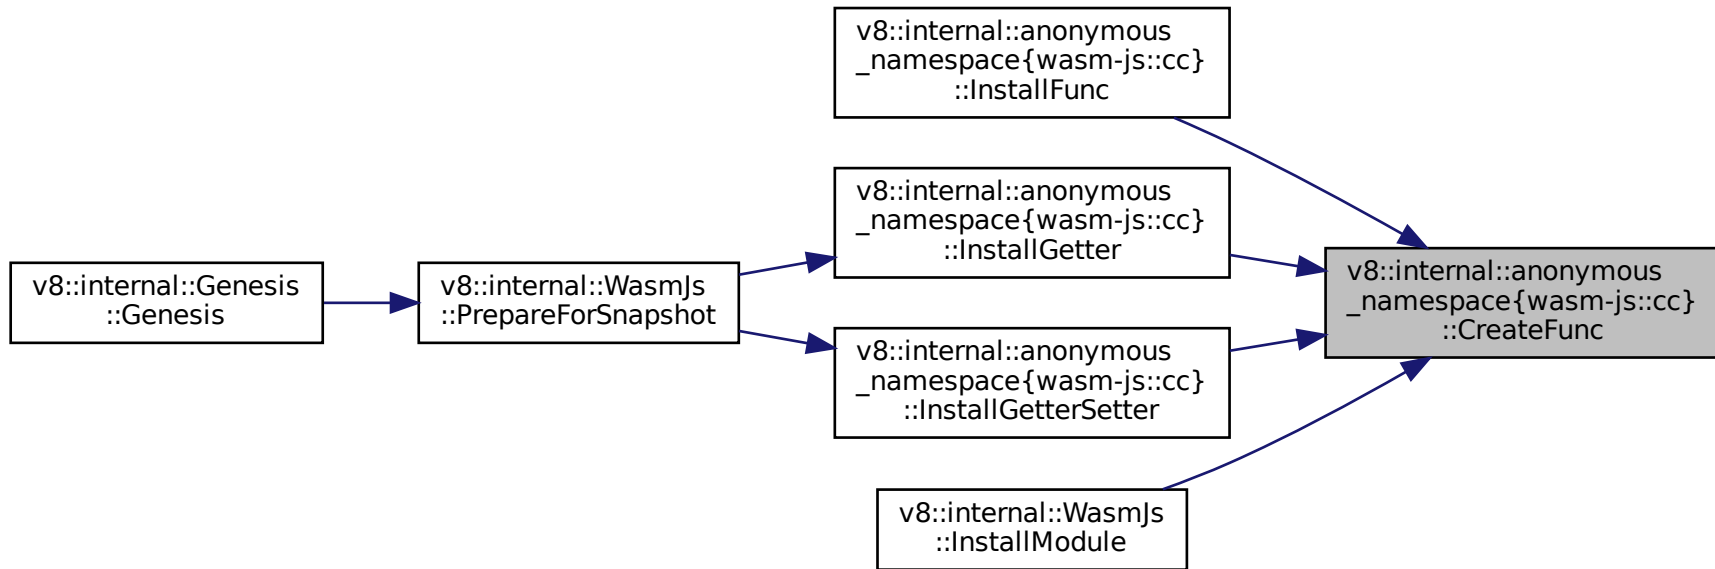 v8::internal::anonymous
_namespace{wasm-js::cc}
::InstallFunc
v8::internal::anonymous
_namespace{wasm-js::cc}
::InstallGetter
v8::internal::Genesis
::Genesis
v8::internal::WasmJs
::PrepareForSnapshot
v8::internal::anonymous
_namespace{wasm-js::cc}
::CreateFunc
v8::internal::anonymous
_namespace{wasm-js::cc}
::InstallGetterSetter
v8::internal::WasmJs
::InstallModule